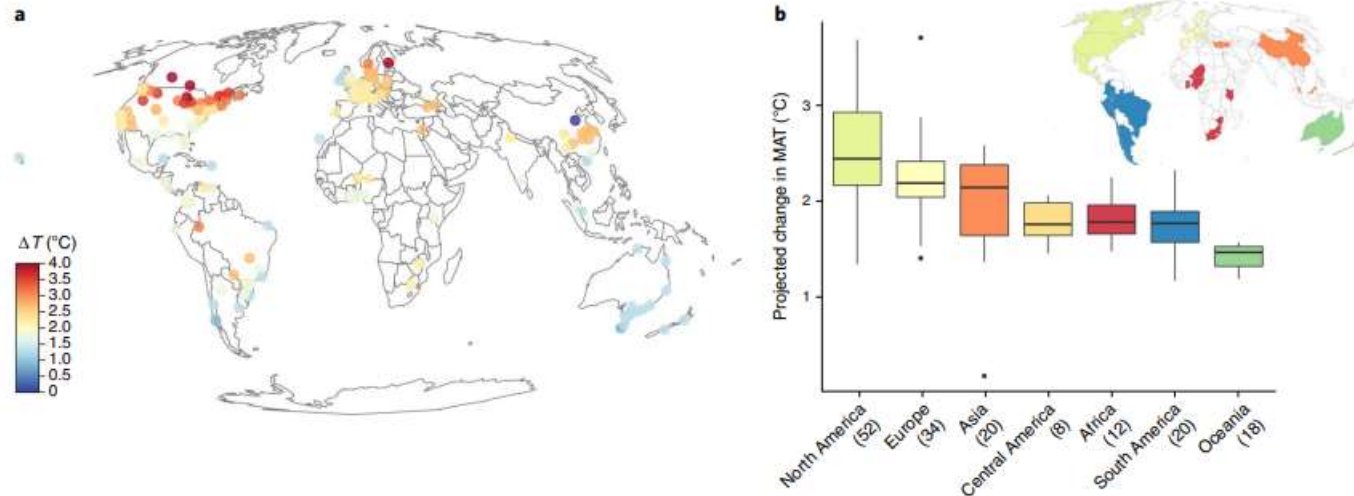 a
ΔT (°C)
4.0
3.5
3.0
2.5
2.0
1.5
1.0
0.5
0
b
Projected change in MAT (°C)
3
2
1
North America
(52)
Europe
(34)
Asia
(20)
Central America
(8)
Africa
(12)
South America
(20)
Oceania
(18)